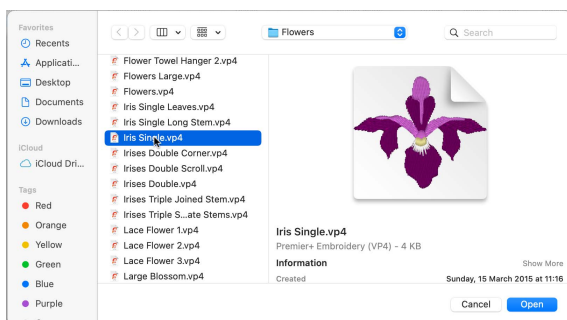 Favorites
Recents
Applicati...
Desktop
Documents
Downloads
iCloud
iCloud Dri...
Tags
Red
Orange
Yellow
Green
Blue
Purple
Flowers
Search
Flower Towel Hanger 2.vp4
Flowers Large.vp4
Flowers.vp4
Iris Single Leaves.vp4
Iris Single Long Stem.vp4
Iris Single.vp4
Irises Double Corner.vp4
Irises Double Scroll.vp4
Irises Double.vp4
Irises Triple Joined Stem.vp4
Irises Triple S...ate Stems.vp4
Lace Flower 1.vp4
Lace Flower 2.vp4
Lace Flower 3.vp4
Large Blossom.vp4
Iris Single.vp4
Premier+ Embroidery (VP4) - 4 KB
Information Show More
Created Sunday, 15 March 2015 at 11:16
Cancel Open